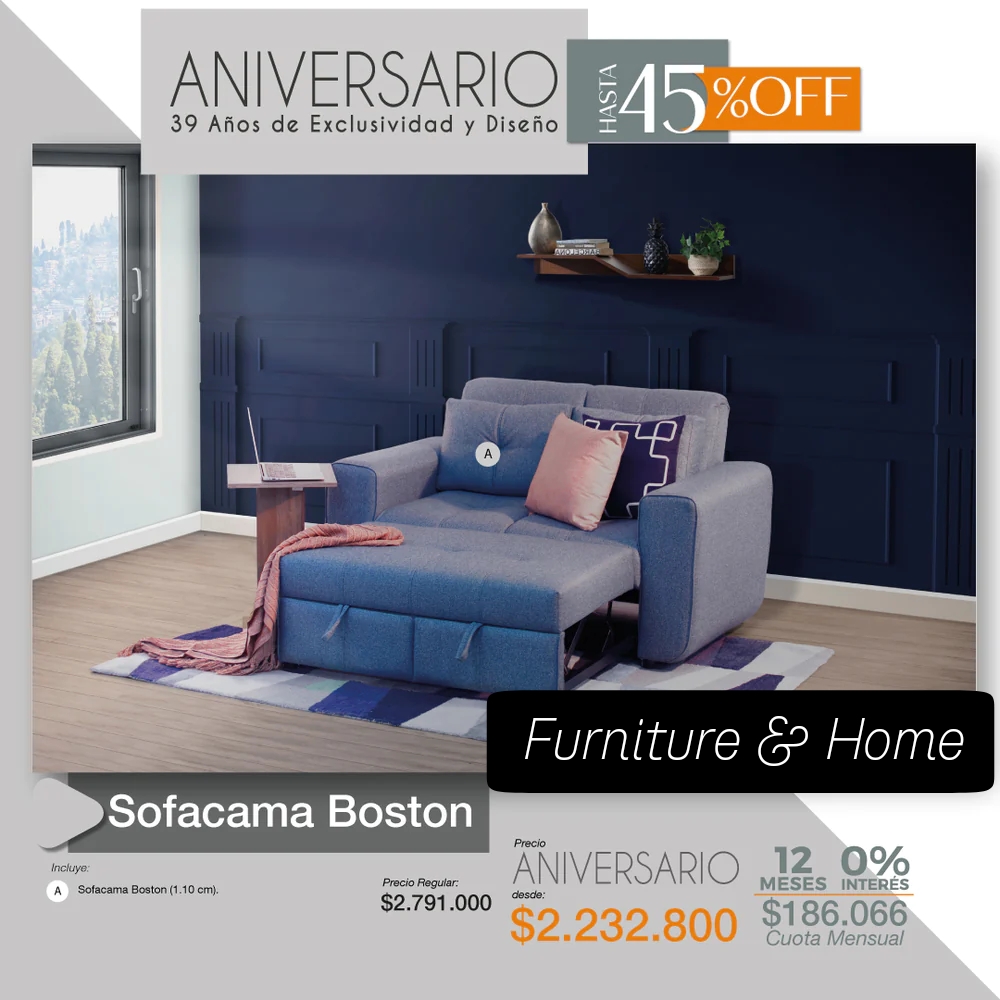 ANIVERSARIO
39 Años de Exclusividad y Diseño
HASTA 45%OFF
BARCELONA
A
Furniture & Home
Sofacama Boston
Incluye:
A Sofacama Boston (1.10 cm).
Precio Regular:
$2.791.000
Precio
ANIVERSARIO
desde:
$2.232.800
12 MESES 0% INTERÉS
$186.066
Cuota Mensual